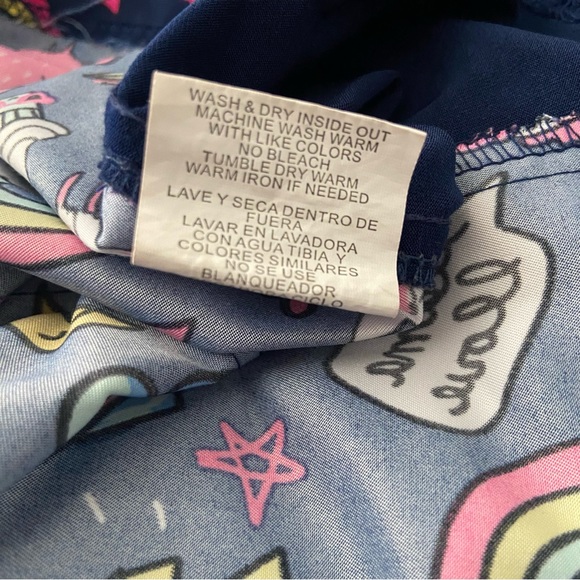 WASH & DRY INSIDE OUT
MACHINE WASH WARM
WITH LIKE COLORS
NO BLEACH
TUMBLE DRY WARM
WARM IRON IF NEEDED
LAVE Y SECA DENTRO DE
FUERA
LAVAR EN LAVADORA
CON AGUA TIBIA Y
COLORES SIMILARES
NO SE USE
BLANQUEADOR
CICLO